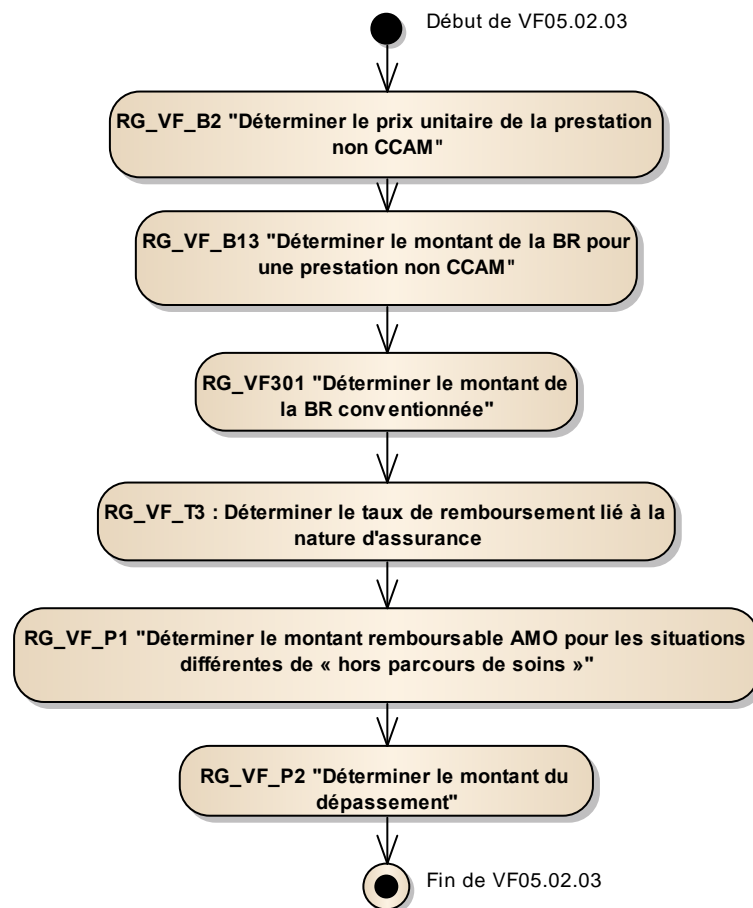 Début de VF05.02.03
RG_VF_B2 "Déterminer le prix unitaire de la prestation
non CCAM"
RG_VF_B13 "Déterminer le montant de la BR pour
une prestation non CCAM"
RG_VF301 "Déterminer le montant de
la BR conventionnée"
RG_VF_T3 : Déterminer le taux de remboursement lié à la
nature d'assurance
RG_VF_P1 "Déterminer le montant remboursable AMO pour les situations
différentes de « hors parcours de soins »"
RG_VF_P2 "Déterminer le montant du
dépassement"
Fin de VF05.02.03